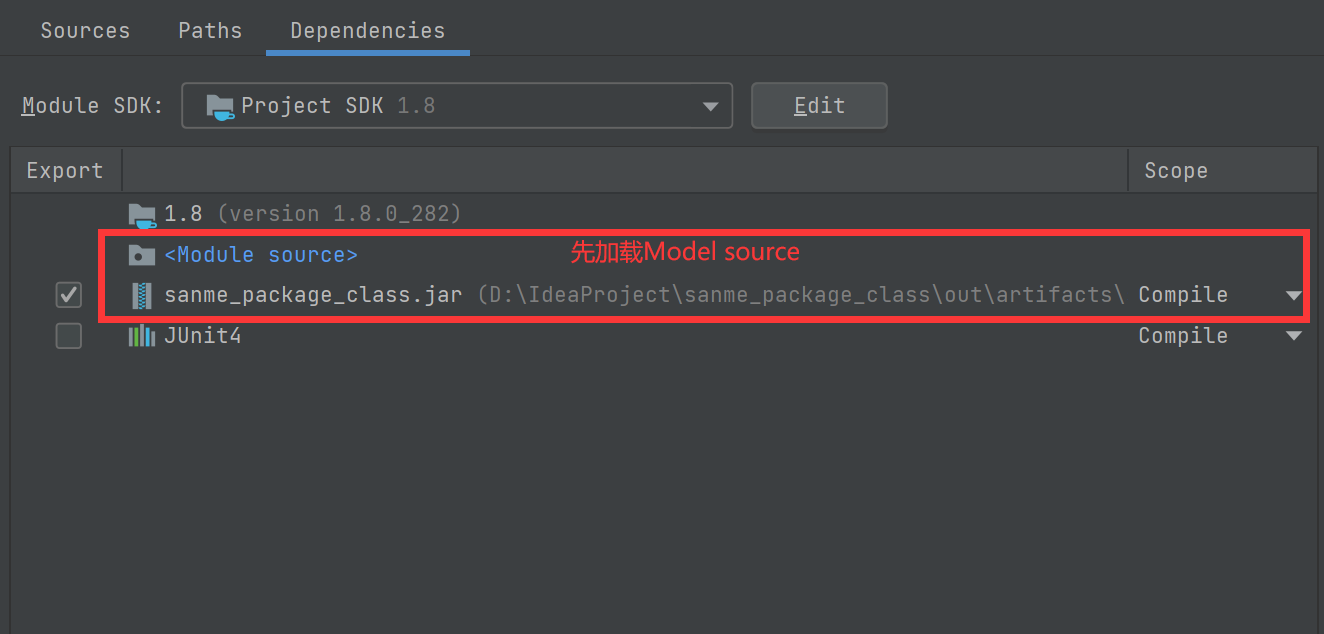 Sources Paths Dependencies
Module SDK: Project SDK 1.8 Edit
Export Scope
1.8 (version 1.8.0_282)
<Module source> 先加载Model source
sanme_package_class.jar (D:\IdeaProject\sanme_package_class\out\artifacts\ Compile
JUnit4 Compile